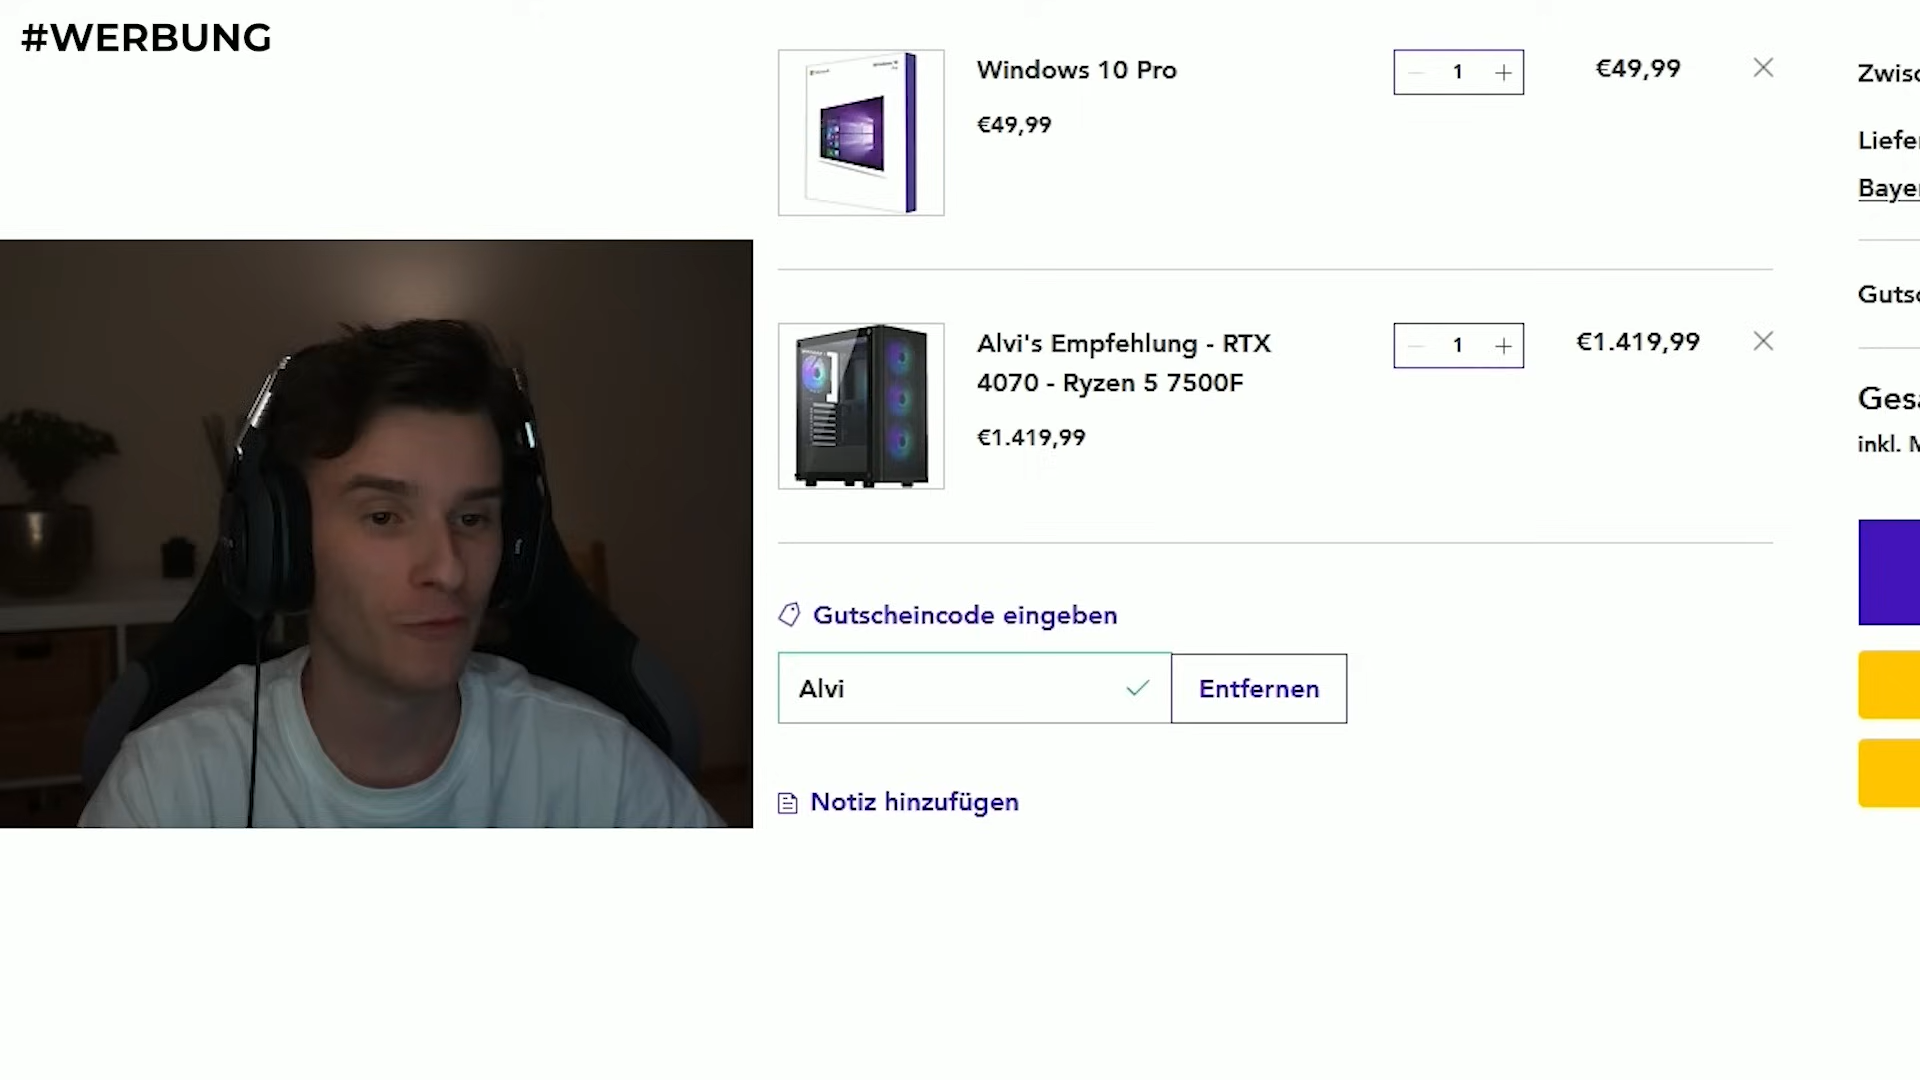 #WERBUNG
Windows 10 Pro
€49,99
1
€49,99
Alvi's Empfehlung - RTX
4070 - Ryzen 5 7500F
€1.419,99
1
€1.419,99
Gutscheincode eingeben
Alvi
Entfernen
Notiz hinzufügen
inkl.